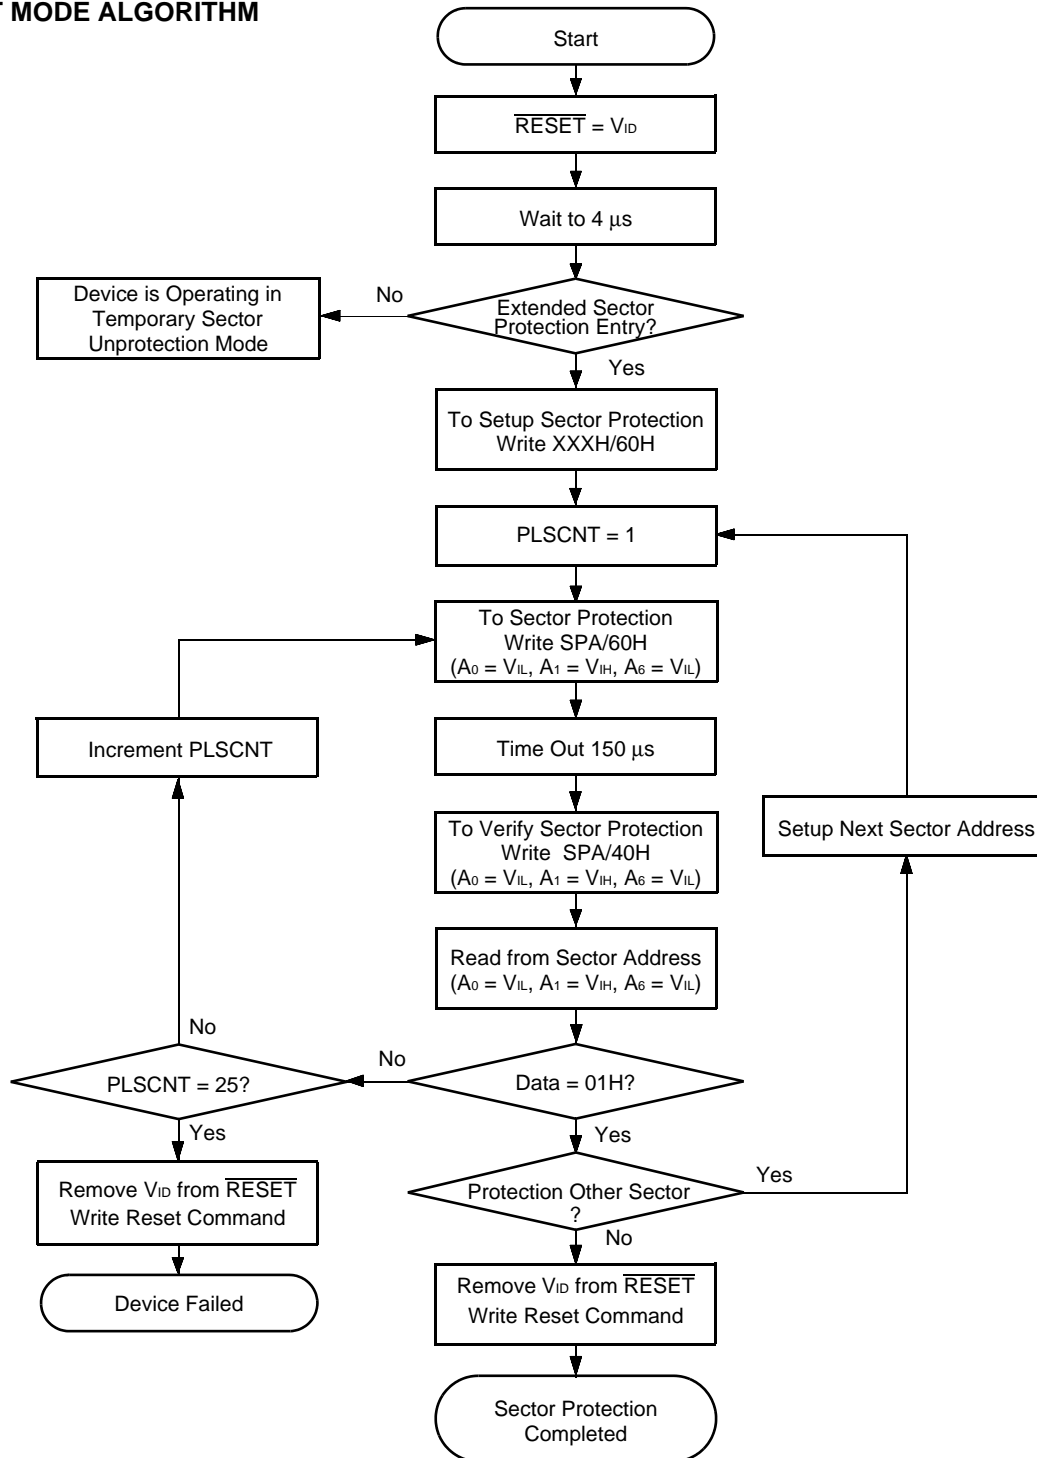 T MODE ALGORITHM
Start
RESET = VID
Wait to 4 µs
Device is Operating in
Temporary Sector
Unprotection Mode
No
Extended Sector
Protection Entry?
Yes
To Setup Sector Protection
Write XXXH/60H
PLSCNT = 1
To Sector Protection
Write SPA/60H
(A0 = VIL, A1 = VIH, A6 = VIL)
Increment PLSCNT
Time Out 150 µs
To Verify Sector Protection
Write SPA/40H
(A0 = VIL, A1 = VIH, A6 = VIL)
Setup Next Sector Address
Read from Sector Address
(A0 = VIL, A1 = VIH, A6 = VIL)
No
PLSCNT = 25?
No
Data = 01H?
Yes
Yes
Remove VID from RESET
Write Reset Command
Protection Other Sector
?
Yes
No
Device Failed
Remove VID from RESET
Write Reset Command
Sector Protection
Completed